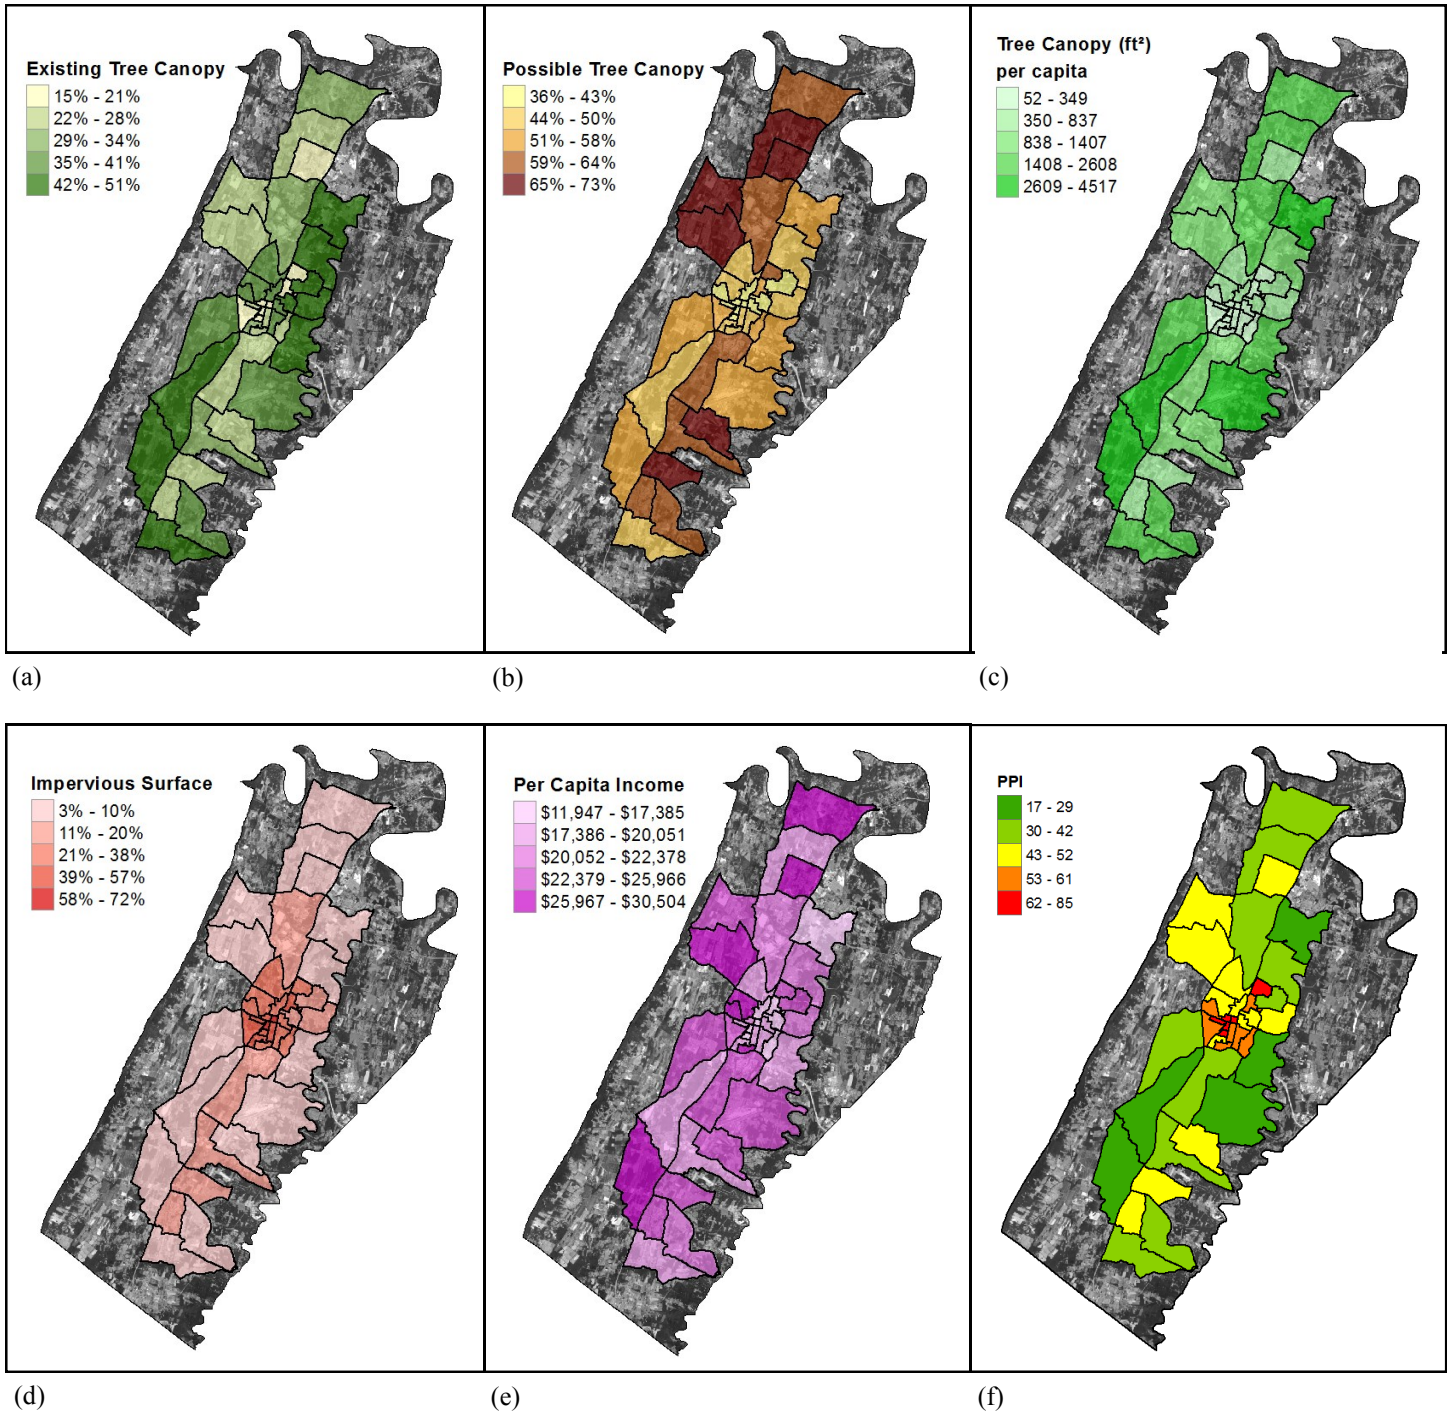 Existing Tree Canopy
15% - 21%
22% - 28%
29% - 34%
35% - 41%
42% - 51%
Possible Tree Canopy
36% - 43%
44% - 50%
51% - 58%
59% - 64%
65% - 73%
Tree Canopy (ft²)
per capita
52 - 349
350 - 837
838 - 1407
1408 - 2608
2609 - 4517
(a)
(b)
(c)
Impervious Surface
3% - 10%
11% - 20%
21% - 38%
39% - 57%
58% - 72%
Per Capita Income
$11,947 - $17,385
$17,386 - $20,051
$20,052 - $22,378
$22,379 - $25,966
$25,967 - $30,504
PPI
17 - 29
30 - 42
43 - 52
53 - 61
62 - 85
(d)
(e)
(f)